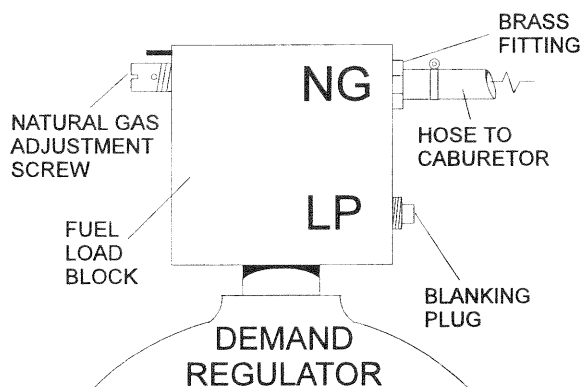 BRASS
FITTING
NG
NATURAL GAS
ADJUSTMENT
SCREW
HOSE TO
CABURETOR
LP
FUEL
LOAD
BLOCK
BLANKING
PLUG
DEMAND
REGULATOR